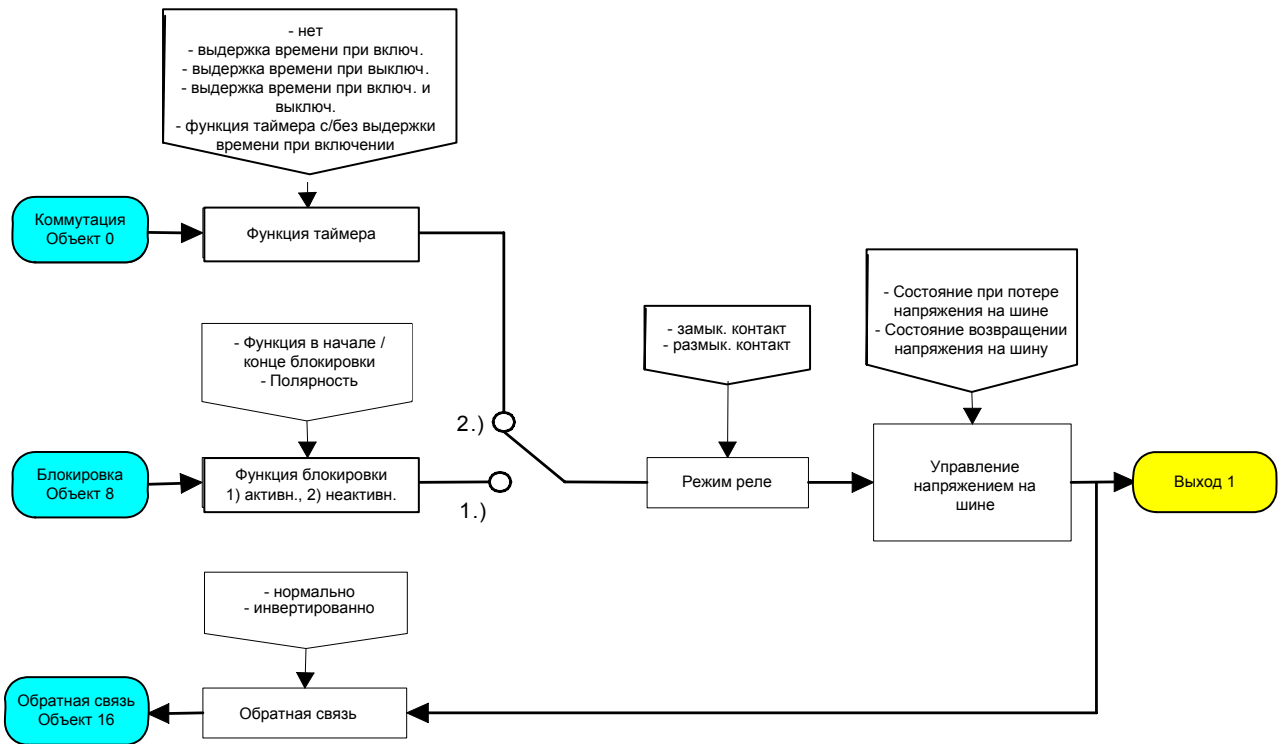 - нет
- выдержка времени при включ.
- выдержка времени при выключ.
- выдержка времени при включ. и
выключ.
- функция таймера с/без выдержки
времени при включении
Коммутация
Объект 0
Функция таймера
- Состояние при потере
напряжения на шине
- Состояние возвращении
напряжения на шину
- замык. контакт
- размык. контакт
- Функция в начале /
конце блокировки
- Полярность
2.)
Блокировка
Объект 8
Функция блокировки
1) активн., 2) неактивн.
1.)
Режим реле
Управление
напряжением на
шине
Выход 1
- нормально
- инвертированно
Обратная связь
Объект 16
Обратная связь